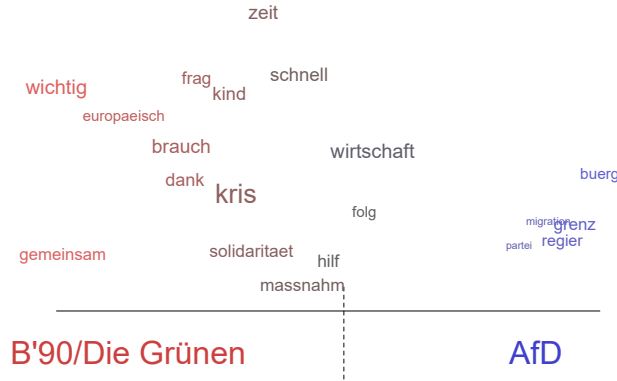 zeit
schnell
frag
wichtig
kind
europaeisch
brauch
wirtschaft
buerg
dank
kris
folg
migration
grenz
regier
partei
solidaritaet
gemeinsam
hilf
massnahm
B'90/Die Grünen
AfD